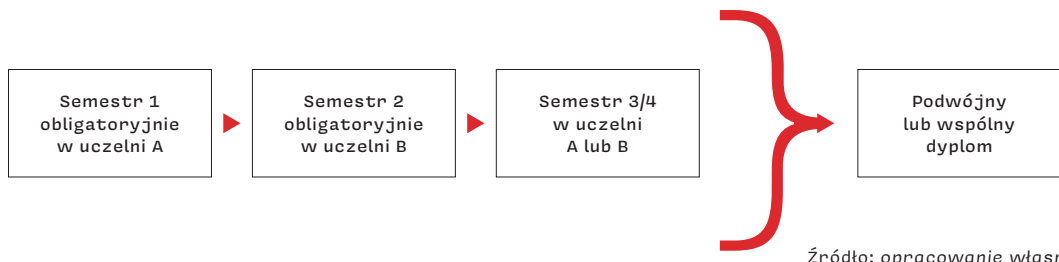 Semestr 1
obligatoryjnie
w uczelni A
Semestr 2
obligatoryjnie
w uczelni B
Semestr 3/4
w uczelni
A lub B
Podwójny
lub wspólny
dyplom
Źródło: opracowanie